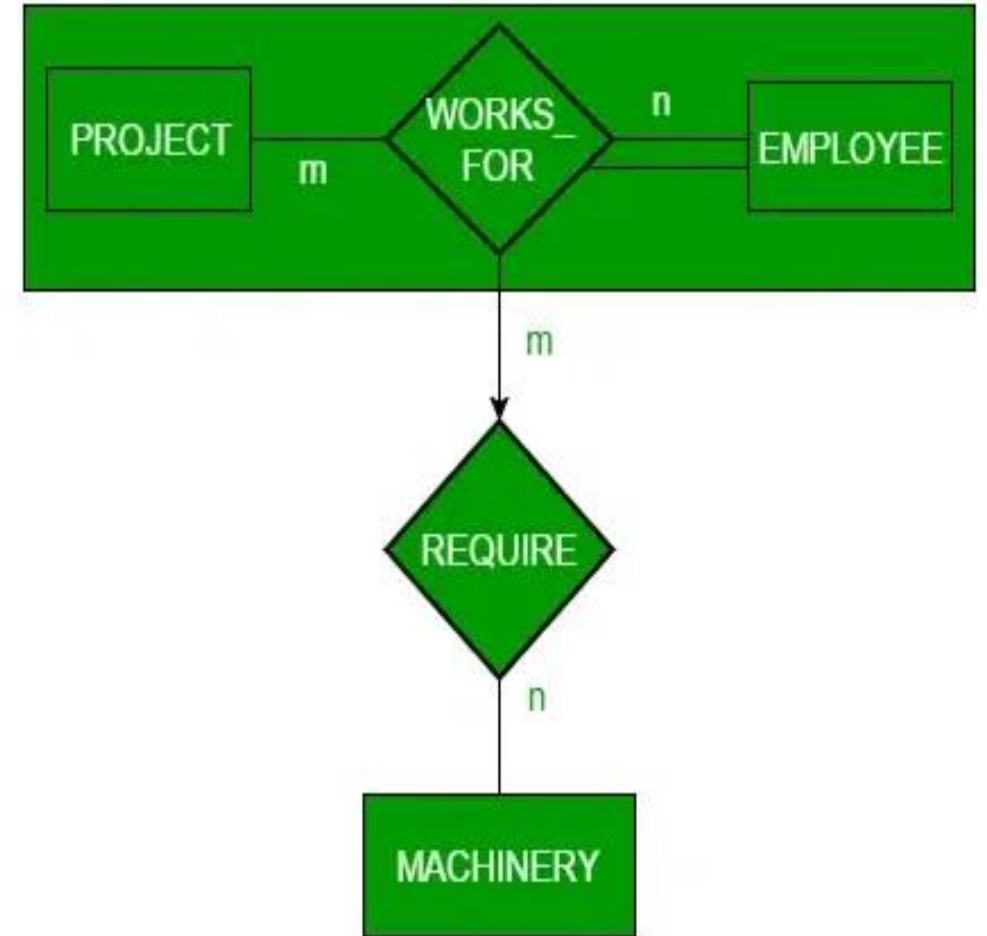 PROJECT
m
WORKS_
FOR
n
EMPLOYEE
m
REQUIRE
n
MACHINERY